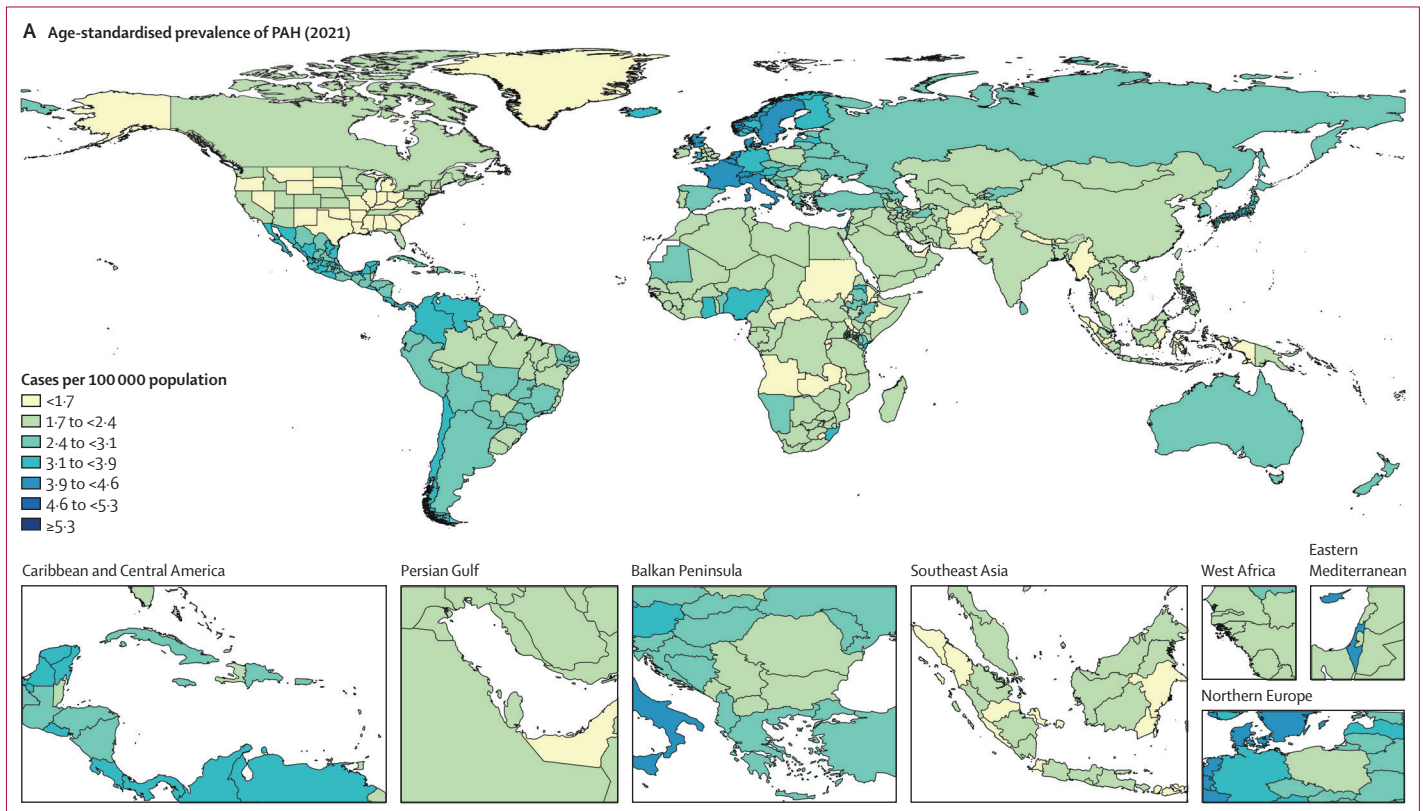 A Age-standardised prevalence of PAH (2021)
Cases per 100 000 population
<1·7
1·7 to <2·4
2·4 to <3·1
3·1 to <3·9
3·9 to <4·6
4·6 to <5·3
≥5·3
Caribbean and Central America
Persian Gulf
Balkan Peninsula
Southeast Asia
West Africa
Eastern
Mediterranean
Northern Europe